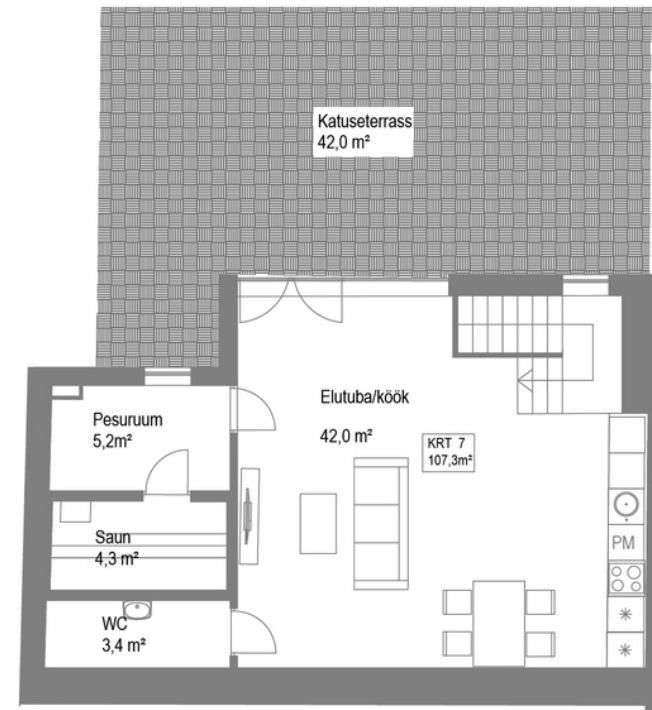 Katuseterrass
42,0 m²
Elutuba/köök
42,0 m²
KRT 7
107,3m²
Pesuruum
5,2m²
Saun
4,3 m²
WC
3,4 m²
PM